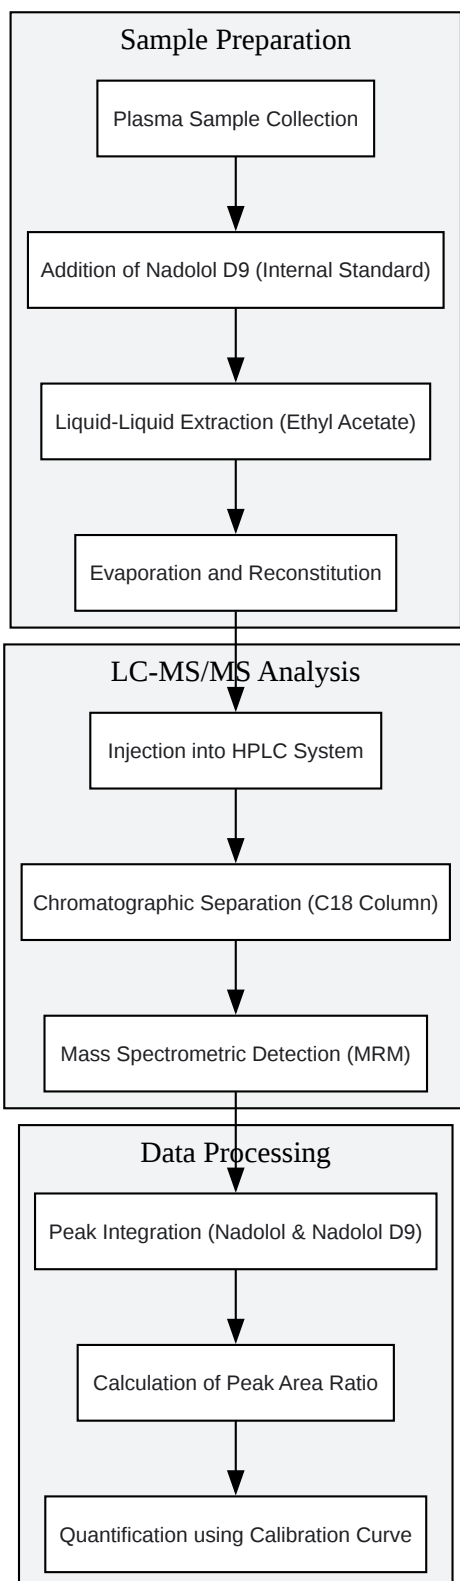 Sample Preparation
Plasma Sample Collection
Addition of Nadolol D9 (Internal Standard)
Liquid-Liquid Extraction (Ethyl Acetate)
Evaporation and Reconstitution
LC-MS/MS Analysis
Injection into HPLC System
Chromatographic Separation (C18 Column)
Mass Spectrometric Detection (MRM)
Data Processing
Peak Integration (Nadolol & Nadolol D9)
Calculation of Peak Area Ratio
Quantification using Calibration Curve